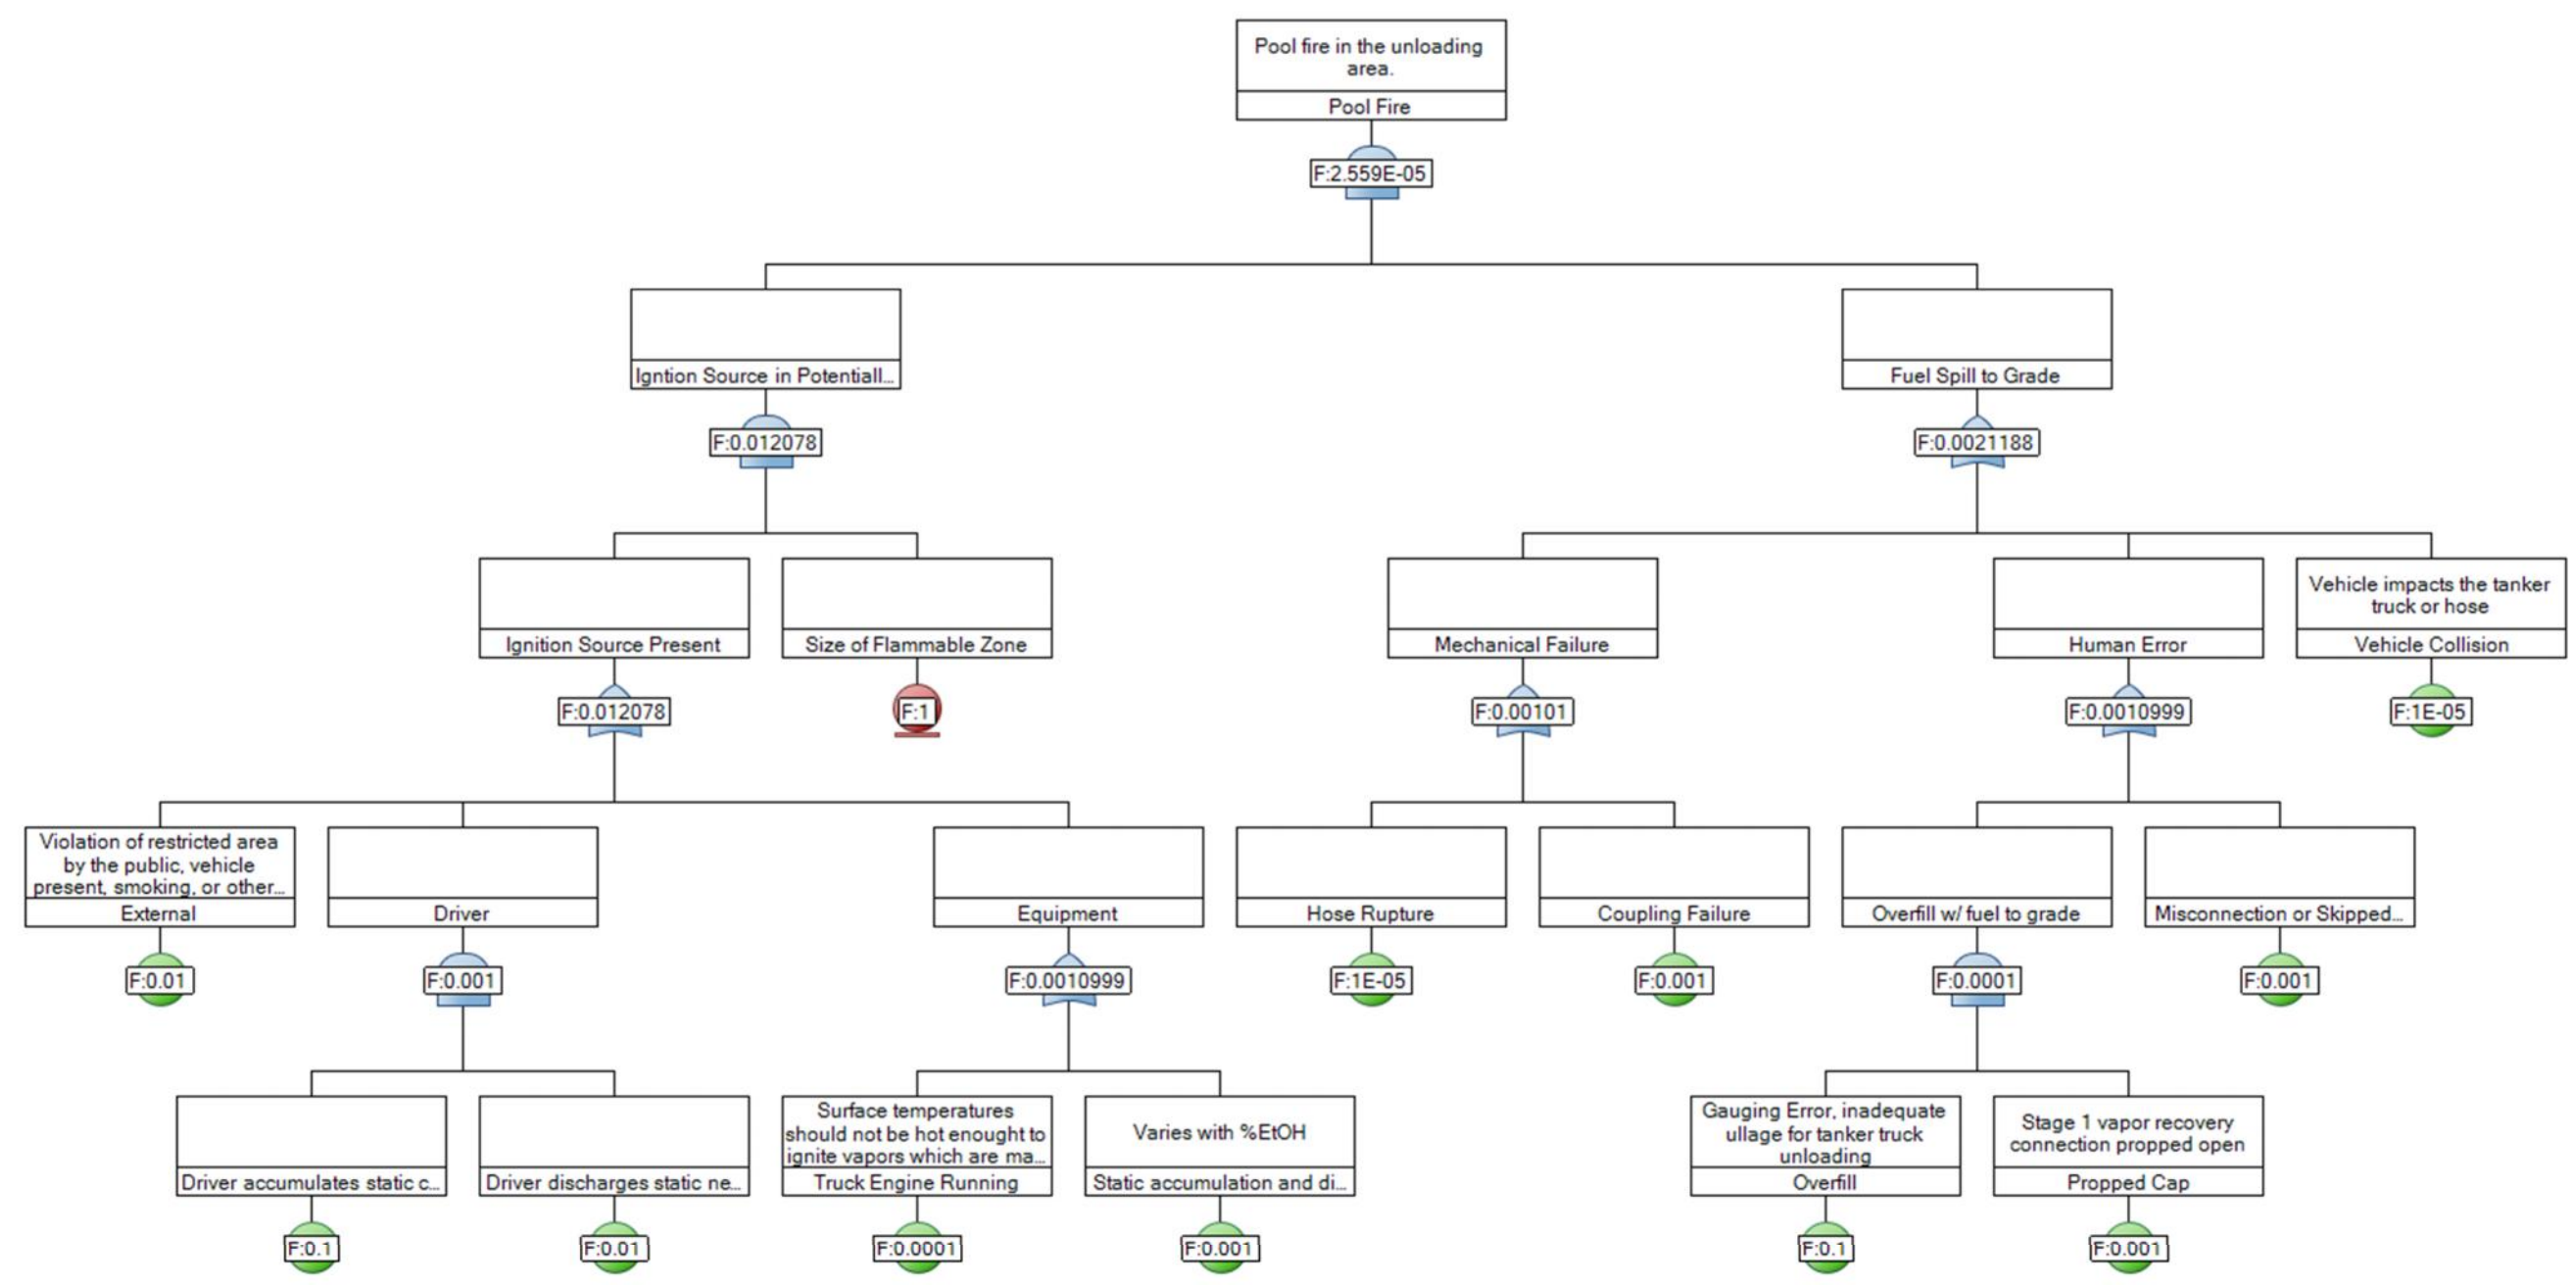 Pool fire in the unloading
area.
Pool Fire
F:2.559E-05
Igntion Source in Potentiall...
Fuel Spill to Grade
F:0.012078
F:0.0021188
Ignition Source Present
Size of Flammable Zone
Mechanical Failure
Human Error
Vehicle impacts the tanker
truck or hose
Vehicle Collision
F:0.012078
F:1
F:0.00101
F:0.0010999
F:1E-05
Violation of restricted area
by the public, vehicle
present, smoking, or other...
External
Driver
Equipment
Hose Rupture
Coupling Failure
Overfill w/ fuel to grade
Misconnection or Skipped...
F:0.01
F:0.001
F:0.0010999
F:1E-05
F:0.001
F:0.0001
F:0.001
Driver accumulates static c...
Driver discharges static ne...
Surface temperatures
should not be hot enought to
ignite vapors which are ma...
Truck Engine Running
Varies with %EtOH
Static accumulation and di...
Gauging Error, inadequate
ullage for tanker truck
unloading
Overfill
Stage 1 vapor recovery
connection propped open
Propped Cap
F:0.1
F:0.01
F:0.0001
F:0.001
F:0.1
F:0.001